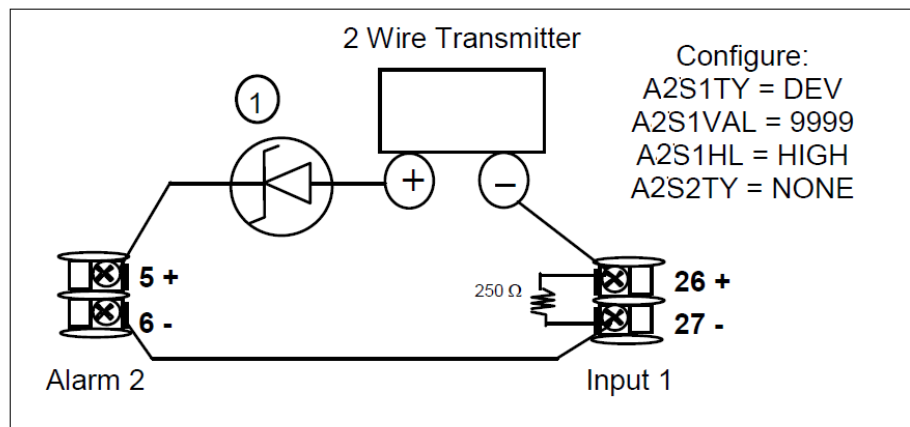 2 Wire Transmitter
Configure:
A2S1TY = DEV
A2S1VAL = 9999
A2S1HL = HIGH
A2S2TY = NONE
1
+
–
5 +
6 -
250 Ω
26 +
27 -
Alarm 2
Input 1